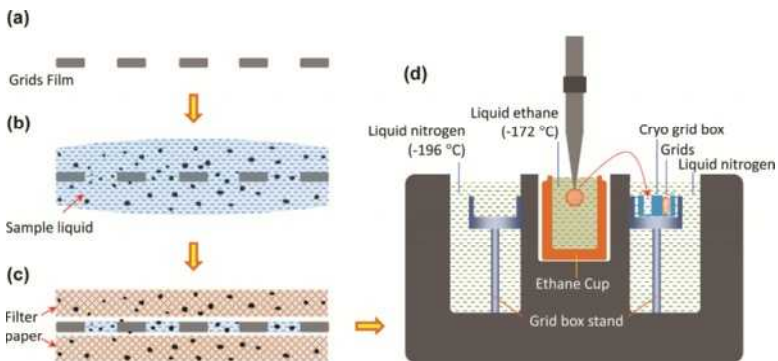 (a)
Grids Film
(b)
Sample liquid
(c)
Filter
paper
(d)
Liquid ethane
(-172 °C)
Liquid nitrogen
(-196 °C)
Cryo grid box
Grids
Liquid nitrogen
Ethane Cup
Grid box stand